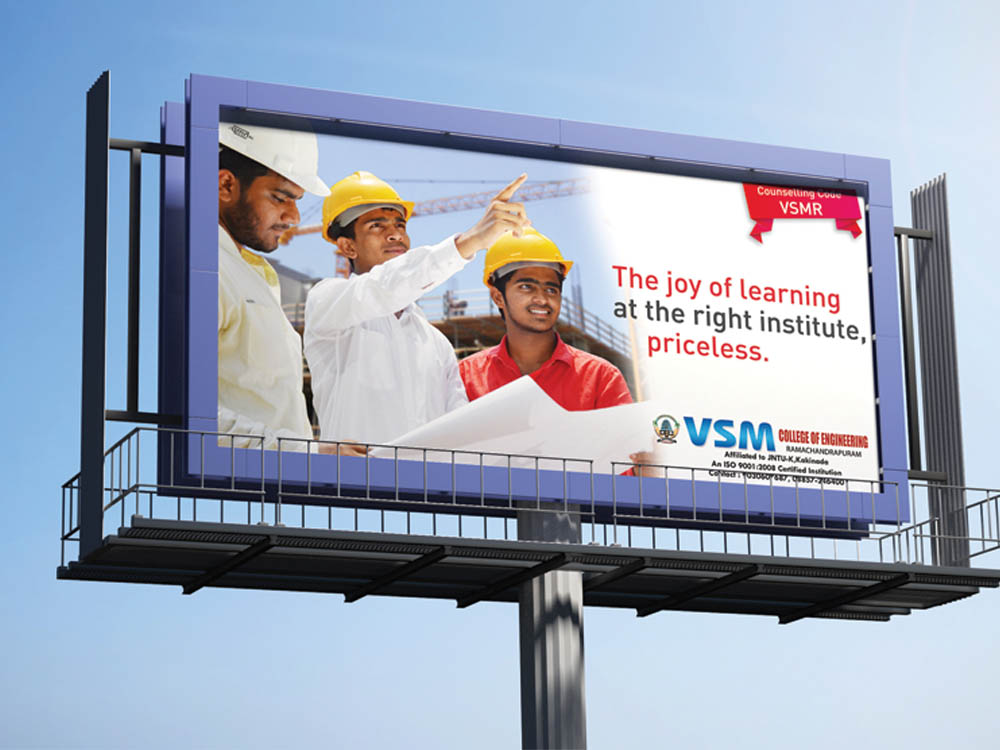 Counselling Code
VSMR
The joy of learning
at the right institute,
priceless.
VSM COLLEGE OF ENGINEERING
RAMACHANDRAPURAM
Affiliated to JNTU-K,Kakinada
An ISO 9001:2008 Certified Institution
Contact :